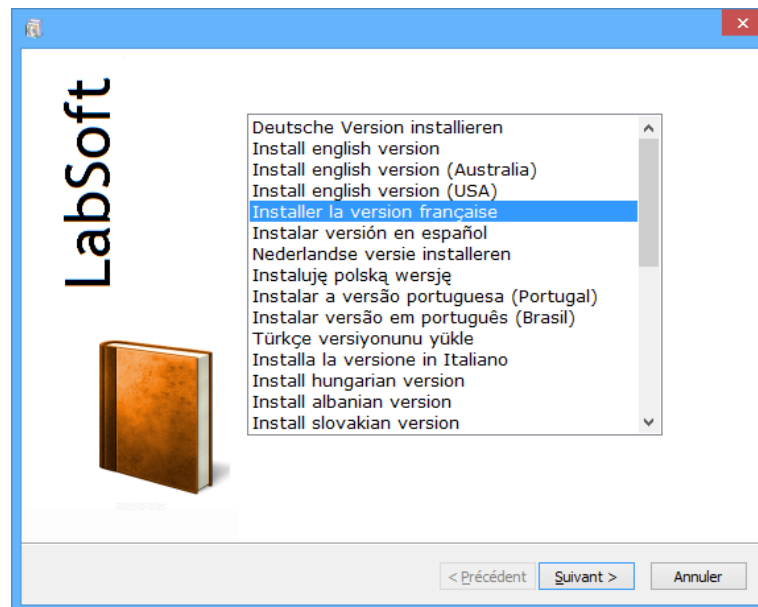 LabSoft
Deutsche Version installieren
Install english version
Install english version (Australia)
Install english version (USA)
Installer la version française
Instalar versión en español
Nederlandse versie installeren
Instaluję polską wersję
Instalar a versão portuguesa (Portugal)
Instalar versão em português (Brasil)
Türkçe versiyonunu yükle
Installa la versione in Italiano
Install hungarian version
Install albanian version
Install slovakian version
< Précédent Suivant > Annuler